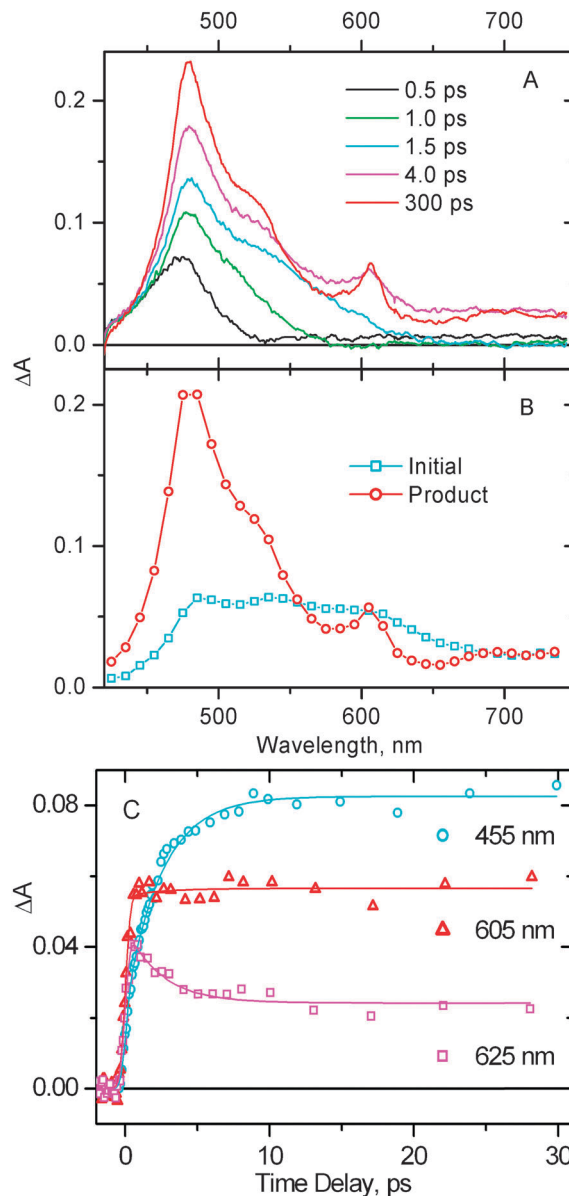 500 600 700
A
0.2
0.5 ps
1.0 ps
1.5 ps
4.0 ps
300 ps
0.1
0.0
ΔA
B
0.2
Initial
Product
0.1
0.0
500 600 700
Wavelength, nm
C
0.08
455 nm
ΔA
605 nm
0.04
625 nm
0.00
0 5 10 15 20 25 30
Time Delay, ps